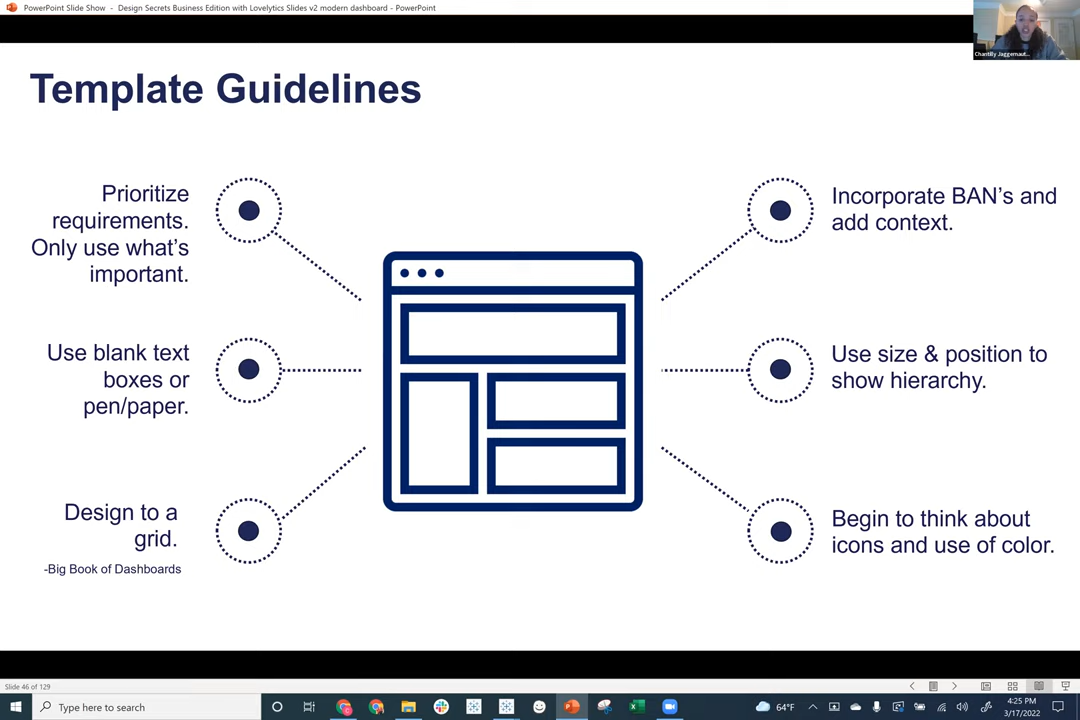 PowerPoint Slide Show - Design Secrets Business Edition with Lovelytics Slides v2 modern dashboard - PowerPoint
Chantilly Jaggernaut...
Template Guidelines
Prioritize
requirements.
Only use what's
important.
Use blank text
boxes or
pen/paper.
Design to a
grid.
-Big Book of Dashboards
Incorporate BAN's and
add context.
Use size & position to
show hierarchy.
Begin to think about
icons and use of color.
Slide 46 of 129
Type here to search
64°F
4:25 PM
3/17/2022